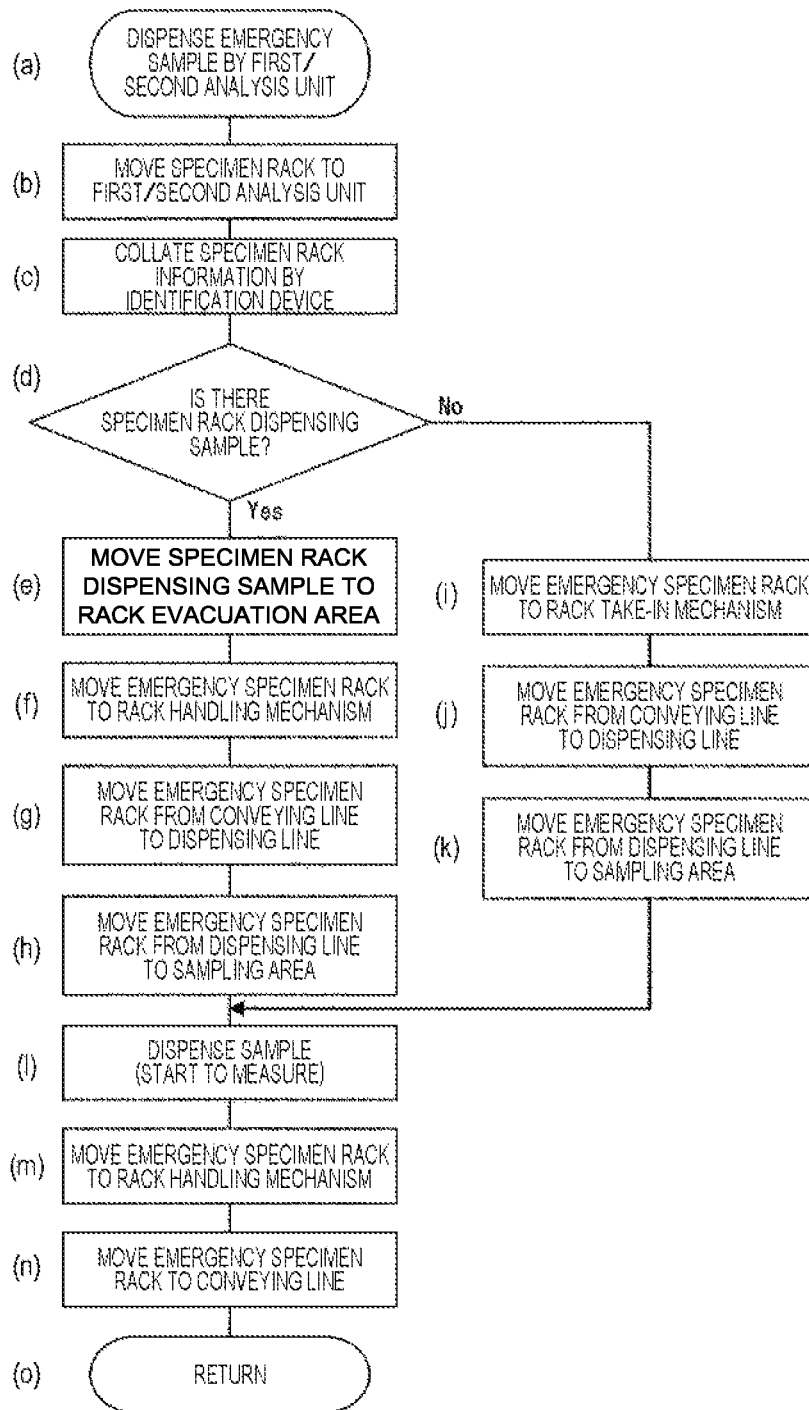 (a)
DISPENSE EMERGENCY
SAMPLE BY FIRST/
SECOND ANALYSIS UNIT
(b)
MOVE SPECIMEN RACK TO
FIRST/SECOND ANALYSIS UNIT
(c)
COLLATE SPECIMEN RACK
INFORMATION BY
IDENTIFICATION DEVICE
(d)
IS THERE
SPECIMEN RACK DISPENSING
SAMPLE?
No
Yes
(e)
MOVE SPECIMEN RACK
DISPENSING SAMPLE TO
RACK EVACUATION AREA
(f)
MOVE EMERGENCY SPECIMEN RACK
TO RACK HANDLING MECHANISM
(g)
MOVE EMERGENCY SPECIMEN
RACK FROM CONVEYING LINE
TO DISPENSING LINE
(h)
MOVE EMERGENCY SPECIMEN
RACK FROM DISPENSING LINE
TO SAMPLING AREA
(i)
MOVE EMERGENCY SPECIMEN RACK
TO RACK TAKE-IN MECHANISM
(j)
MOVE EMERGENCY SPECIMEN
RACK FROM CONVEYING LINE
TO DISPENSING LINE
(k)
MOVE EMERGENCY SPECIMEN
RACK FROM DISPENSING LINE
TO SAMPLING AREA
(l)
DISPENSE SAMPLE
(START TO MEASURE)
(m)
MOVE EMERGENCY SPECIMEN RACK
TO RACK HANDLING MECHANISM
(n)
MOVE EMERGENCY SPECIMEN
RACK TO CONVEYING LINE
(o)
RETURN